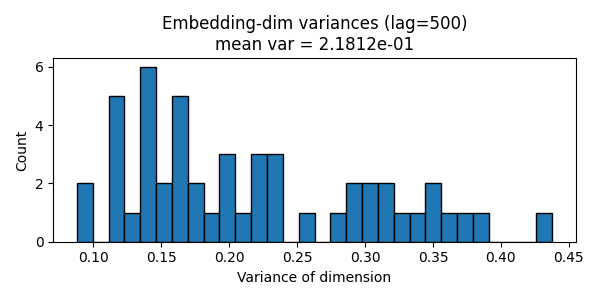 Embedding-dim variances (lag=500)
mean var = 2.1812e-01
Count
6
4
2
0
0.10 0.15 0.20 0.25 0.30 0.35 0.40 0.45
Variance of dimension